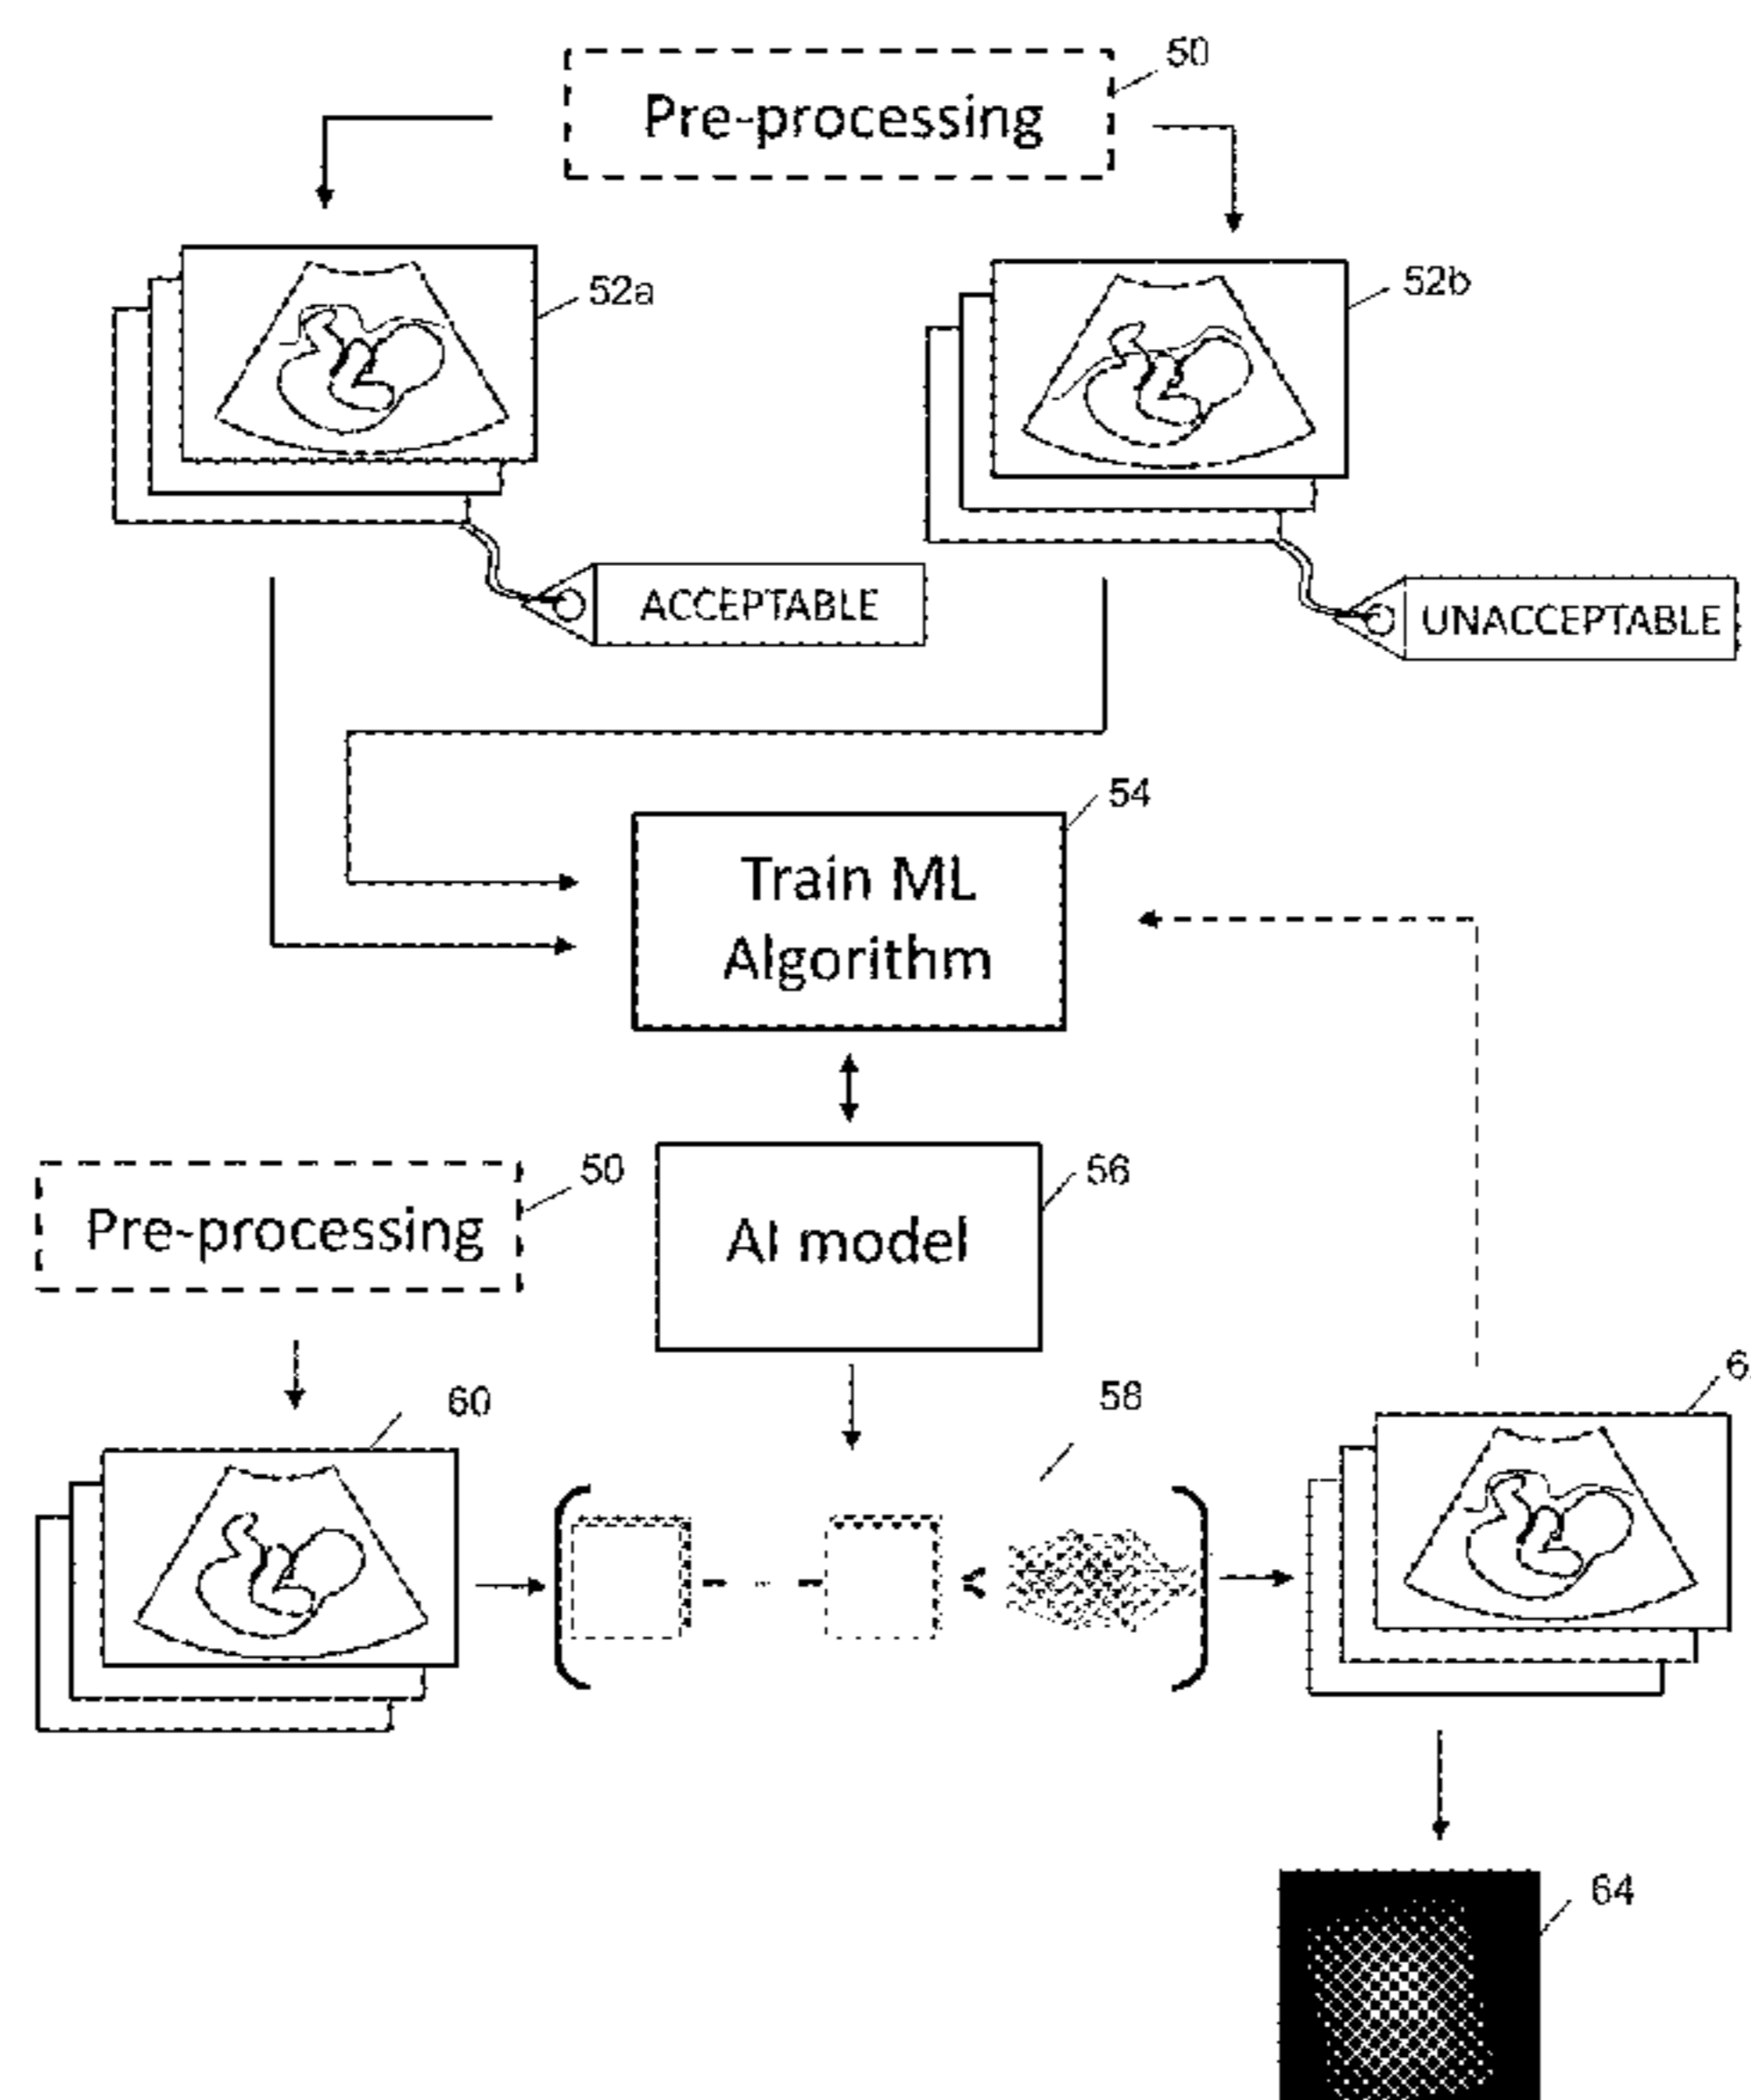 50
Pre-processing
52a
52b
ACCEPTABLE
UNACCEPTABLE
54
Train ML
Algorithm
50
56
Pre-processing
AI model
60
58
64